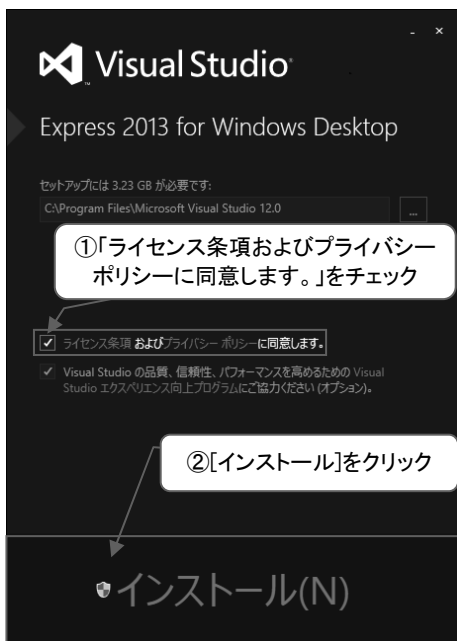 Visual Studio
Express 2013 for Windows Desktop
セットアップには 3.23 GB が必要です:
C:\Program Files\Microsoft Visual Studio 12.0
...
①「ライセンス条項およびプライバシー
ポリシーに同意します。」をチェック
ライセンス条項 およびプライバシー ポリシーに同意します。
Visual Studio の品質、信頼性、パフォーマンスを高めるための Visual
Studio エクスペリエンス向上プログラムにご協力ください (オプション)。
②[インストール]をクリック
インストール(N)